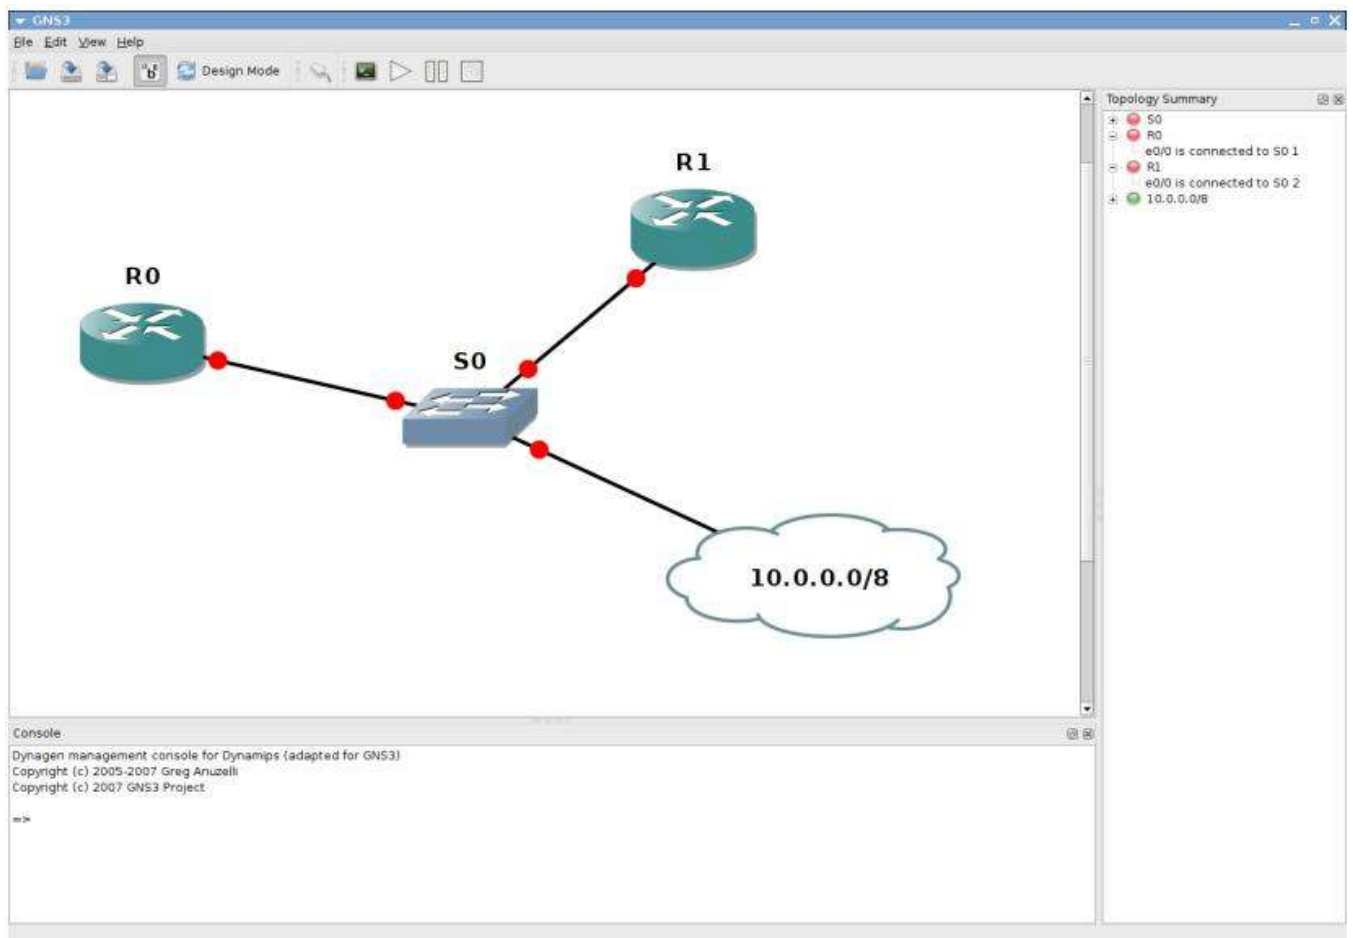 GNS3
File Edit View Help
Design Mode
Topology Summary
S0
R0
e0/0 is connected to S0 1
R1
e0/0 is connected to S0 2
10.0.0.0/8
R1
R0
S0
10.0.0.0/8
Console
Dynagen management console for Dynamips (adapted for GNS3)
Copyright (c) 2005-2007 Greg Anuzelli
Copyright (c) 2007 GNS3 Project
=>